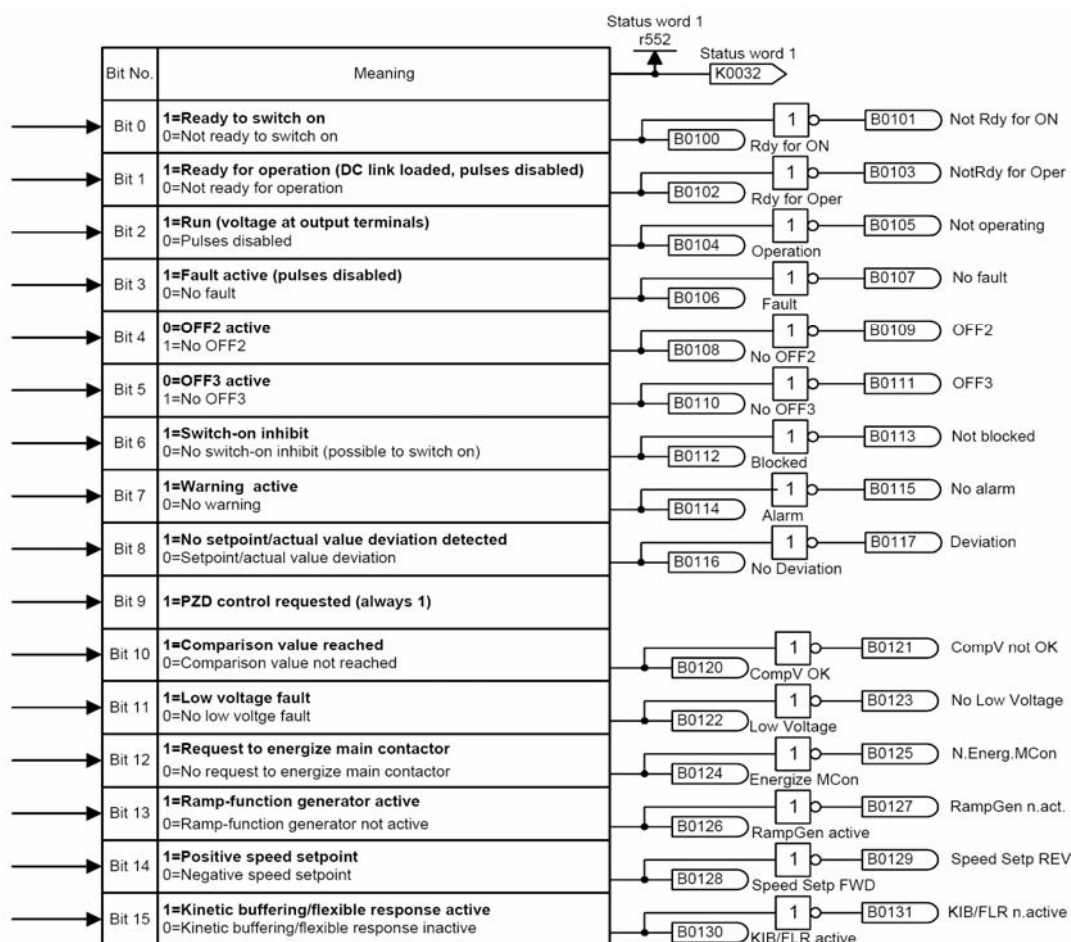 Status word 1
r552
Status word 1
K0032
Bit No. Meaning
Bit 0 1=Ready to switch on
0=Not ready to switch on
B0100 Rdy for ON 1 B0101 Not Rdy for ON
Bit 1 1=Ready for operation (DC link loaded, pulses disabled)
0=Not ready for operation
B0102 Rdy for Oper 1 B0103 NotRdy for Oper
Bit 2 1=Run (voltage at output terminals)
0=Pulses disabled
B0104 Operation 1 B0105 Not operating
Bit 3 1=Fault active (pulses disabled)
0=No fault
B0106 Fault 1 B0107 No fault
Bit 4 0=OFF2 active
1=No OFF2
B0108 No OFF2 1 B0109 OFF2
Bit 5 0=OFF3 active
1=No OFF3
B0110 No OFF3 1 B0111 OFF3
Bit 6 1=Switch-on inhibit
0=No switch-on inhibit (possible to switch on)
B0112 Blocked 1 B0113 Not blocked
Bit 7 1=Warning active
0=No warning
B0114 Alarm 1 B0115 No alarm
Bit 8 1=No setpoint/actual value deviation detected
0=Setpoint/actual value deviation
B0116 No Deviation 1 B0117 Deviation
Bit 9 1=PZD control requested (always 1)
Bit 10 1=Comparison value reached
0=Comparison value not reached
B0120 CompV OK 1 B0121 CompV not OK
Bit 11 1=Low voltage fault
0=No low voltge fault
B0122 Low Voltage 1 B0123 No Low Voltage
Bit 12 1=Request to energize main contactor
0=No request to energize main contactor
B0124 Energize MCon 1 B0125 N.Energ.MCon
Bit 13 1=Ramp-function generator active
0=Ramp-function generator not active
B0126 RampGen active 1 B0127 RampGen n.act.
Bit 14 1=Positive speed setpoint
0=Negative speed setpoint
B0128 Speed Setp FWD 1 B0129 Speed Setp REV
Bit 15 1=Kinetic buffering/flexible response active
0=Kinetic buffering/flexible response inactive
B0130 KIB/FLR active 1 B0131 KIB/FLR n.active